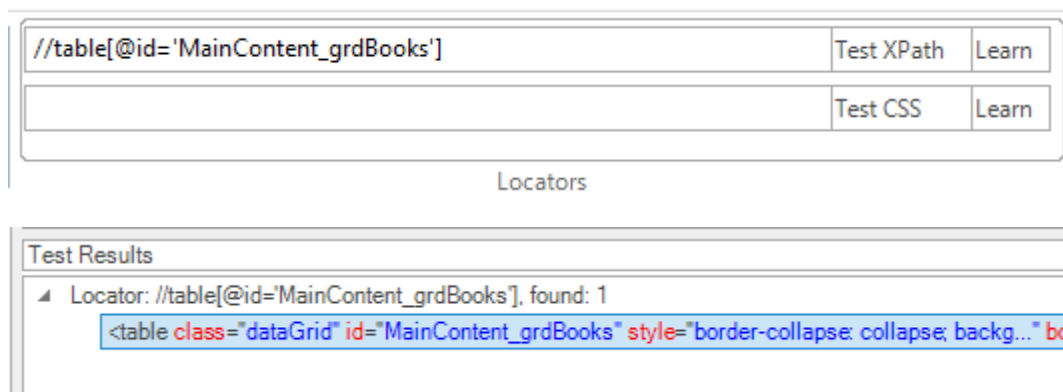 //table[@id='MainContent_grdBooks'] Test XPath Learn
Test CSS Learn
Locators
Test Results
Locator: //table[@id='MainContent_grdBooks'], found: 1
<table class="dataGrid" id="MainContent_grdBooks" style="border-collapse: collapse; backg..." bo